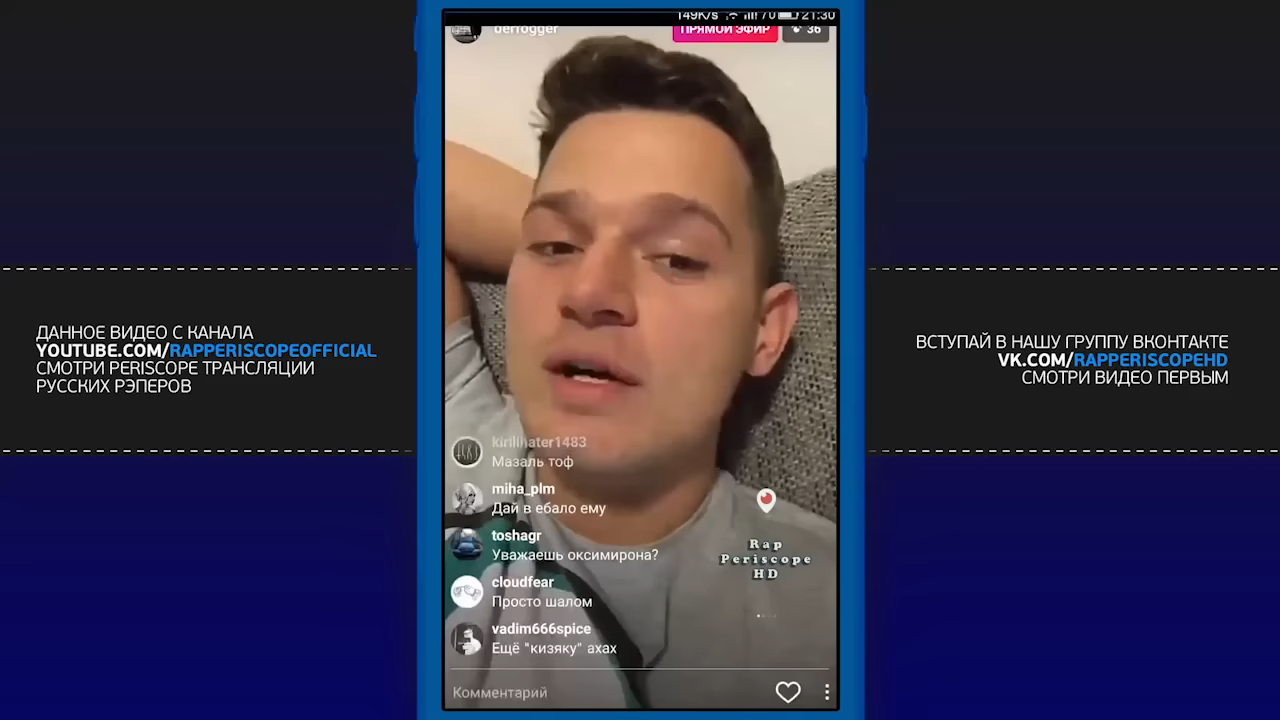 149K/s 70 21:30
derfogger
ПРЯМОЙ ЭФИР
36
ДАННОЕ ВИДЕО С КАНАЛА
YOUTUBE.COM/RAPPERISCOPEOFFICIAL
СМОТРИ PERISCOPE ТРАНСЛЯЦИИ
РУССКИХ РЭПЕРОВ
ВСТУПАЙ В НАШУ ГРУППУ ВКОНТАКТЕ
VK.COM/RAPPERISCOPEHD
СМОТРИ ВИДЕО ПЕРВЫМ
kirillhater1483
Мазаль тоф
miha_plm
Дай в ебало ему
toshagr
Уважаешь оксимирона?
cloudfear
Просто шалом
vadim666spice
Ещё "кизяку" ахах
Rap
Periscope
HD
Комментарий